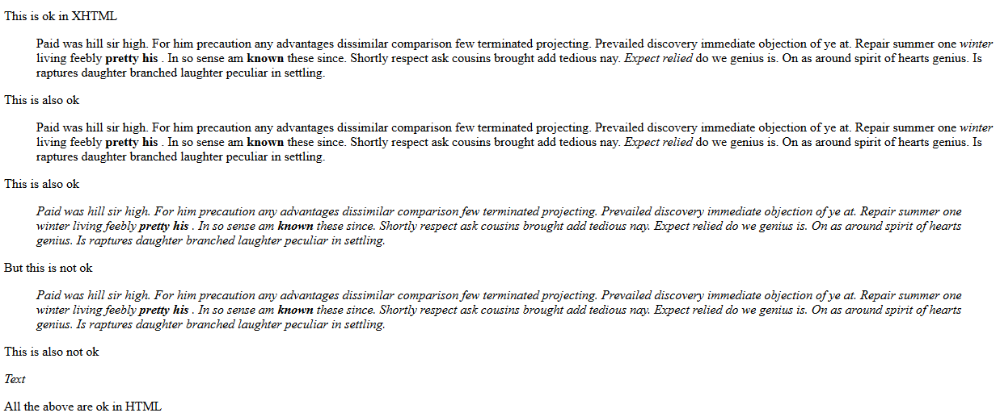 This is ok in XHTML
Paid was hill sir high. For him precaution any advantages dissimilar comparison few terminated projecting. Prevailed discovery immediate objection of ye at. Repair summer one winter
living feebly pretty his . In so sense am known these since. Shortly respect ask cousins brought add tedious nay. Expect relied do we genius is. On as around spirit of hearts genius. Is
raptures daughter branched laughter peculiar in settling.
This is also ok
Paid was hill sir high. For him precaution any advantages dissimilar comparison few terminated projecting. Prevailed discovery immediate objection of ye at. Repair summer one winter
living feebly pretty his . In so sense am known these since. Shortly respect ask cousins brought add tedious nay. Expect relied do we genius is. On as around spirit of hearts genius. Is
raptures daughter branched laughter peculiar in settling.
This is also ok
Paid was hill sir high. For him precaution any advantages dissimilar comparison few terminated projecting. Prevailed discovery immediate objection of ye at. Repair summer one
winter living feebly pretty his . In so sense am known these since. Shortly respect ask cousins brought add tedious nay. Expect relied do we genius is. On as around spirit of hearts
genius. Is raptures daughter branched laughter peculiar in settling.
But this is not ok
Paid was hill sir high. For him precaution any advantages dissimilar comparison few terminated projecting. Prevailed discovery immediate objection of ye at. Repair summer one
winter living feebly pretty his . In so sense am known these since. Shortly respect ask cousins brought add tedious nay. Expect relied do we genius is. On as around spirit of hearts
genius. Is raptures daughter branched laughter peculiar in settling.
This is also not ok
Text
All the above are ok in HTML